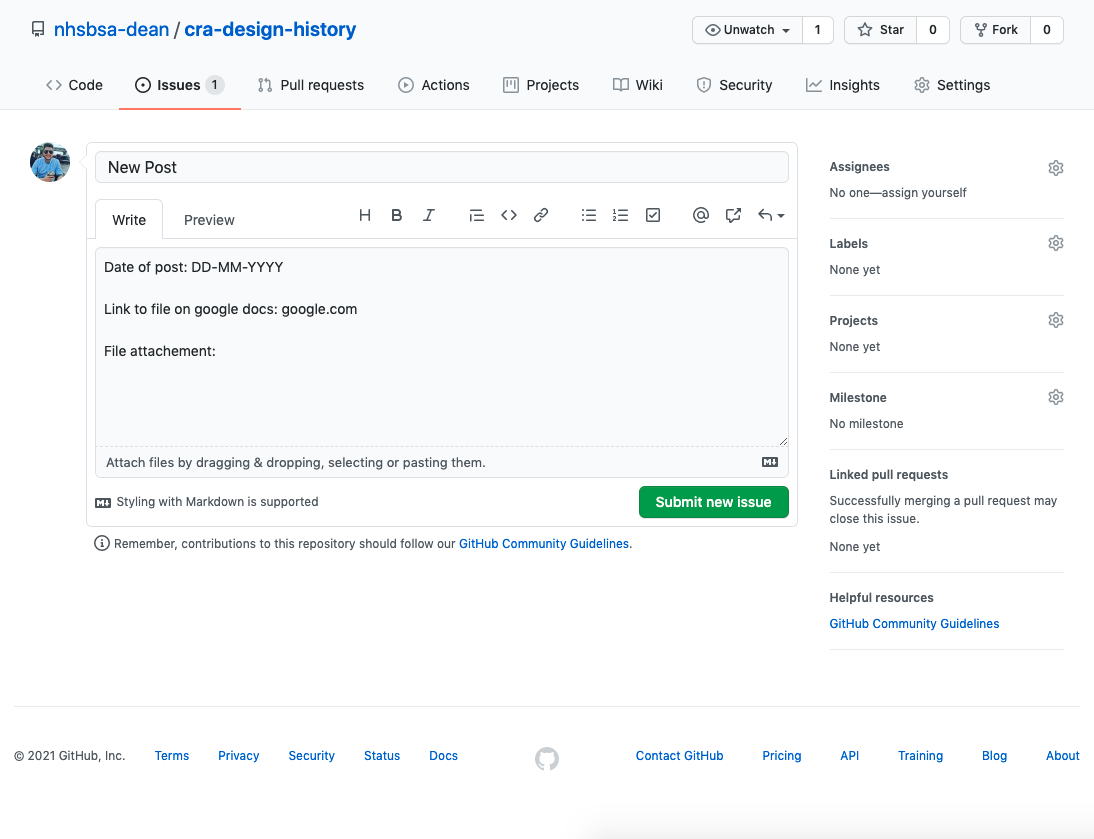 nhsbsa-dean / cra-design-history
Unwatch 1 Star 0 Fork 0
Code Issues 1 Pull requests Actions Projects Wiki Security Insights Settings
New Post
Write Preview
Date of post: DD-MM-YYYY
Link to file on google docs: google.com
File attachement:
Attach files by dragging & dropping, selecting or pasting them.
Styling with Markdown is supported
Submit new issue
Remember, contributions to this repository should follow our GitHub Community Guidelines.
Assignees
No one—assign yourself
Labels
None yet
Projects
None yet
Milestone
No milestone
Linked pull requests
Successfully merging a pull request may
close this issue.
None yet
Helpful resources
GitHub Community Guidelines
© 2021 GitHub, Inc. Terms Privacy Security Status Docs Contact GitHub Pricing API Training Blog About